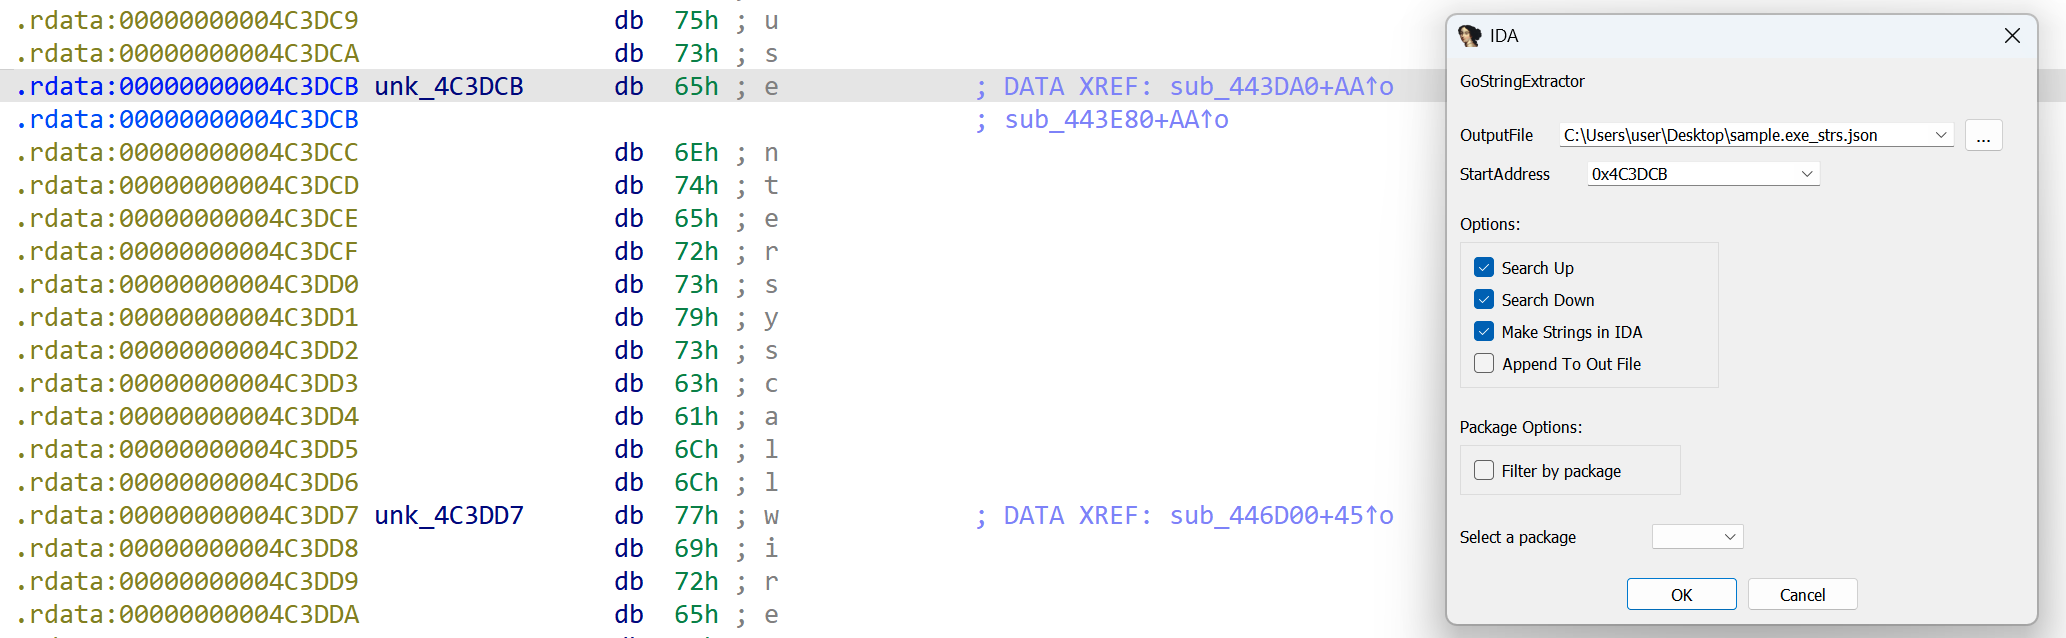 .rdata:00000000004C3DC9 db 75h ; u
.rdata:00000000004C3DCA db 73h ; s
.rdata:00000000004C3DCB unk_4C3DCB db 65h ; e ; DATA XREF: sub_443DA0+AA↑o
.rdata:00000000004C3DCB ; sub_443E80+AA↑o
.rdata:00000000004C3DCC db 6Eh ; n
.rdata:00000000004C3DCD db 74h ; t
.rdata:00000000004C3DCE db 65h ; e
.rdata:00000000004C3DCF db 72h ; r
.rdata:00000000004C3DD0 db 73h ; s
.rdata:00000000004C3DD1 db 79h ; y
.rdata:00000000004C3DD2 db 73h ; s
.rdata:00000000004C3DD3 db 63h ; c
.rdata:00000000004C3DD4 db 61h ; a
.rdata:00000000004C3DD5 db 6Ch ; l
.rdata:00000000004C3DD6 db 6Ch ; l
.rdata:00000000004C3DD7 unk_4C3DD7 db 77h ; w ; DATA XREF: sub_446D00+45↑o
.rdata:00000000004C3DD8 db 69h ; i
.rdata:00000000004C3DD9 db 72h ; r
.rdata:00000000004C3DDA db 65h ; e
IDA
GoStringExtractor
OutputFile C:\Users\user\Desktop\sample.exe_strs.json ...
StartAddress 0x4C3DCB
Options:
Search Up
Search Down
Make Strings in IDA
Append To Out File
Package Options:
Filter by package
Select a package
OK Cancel